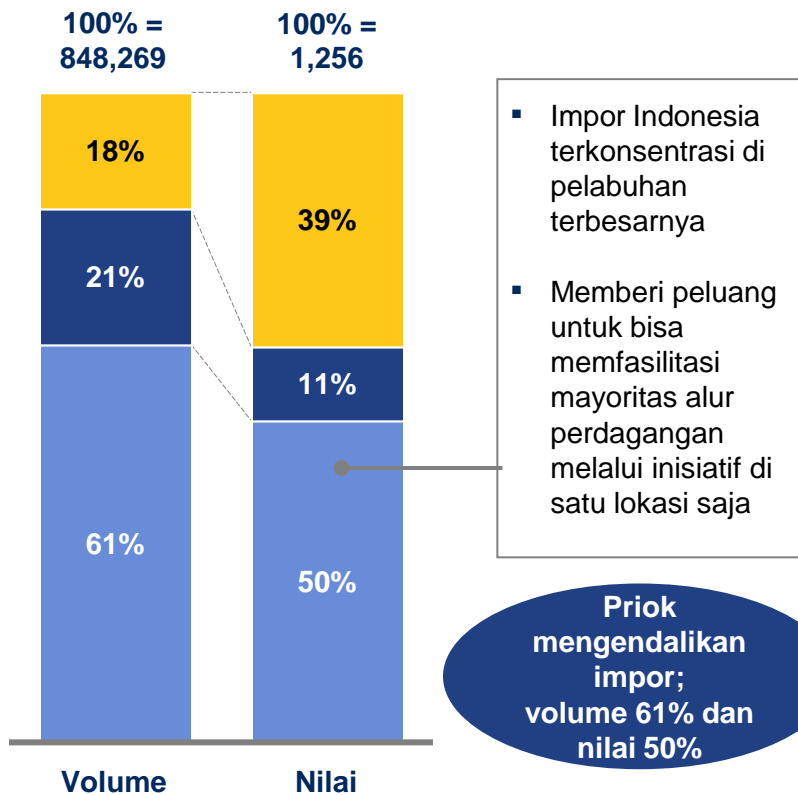 100% =
848,269
100% =
1,256
18%
21%
61%
39%
11%
50%
▪ Impor Indonesia
terkonsentrasi di
pelabuhan
terbesarnya
▪ Memberi peluang
untuk bisa
memfasilitasi
mayoritas alur
perdagangan
melalui inisiatif di
satu lokasi saja
Priok
mengendalikan
impor;
volume 61% dan
nilai 50%
Volume
Nilai